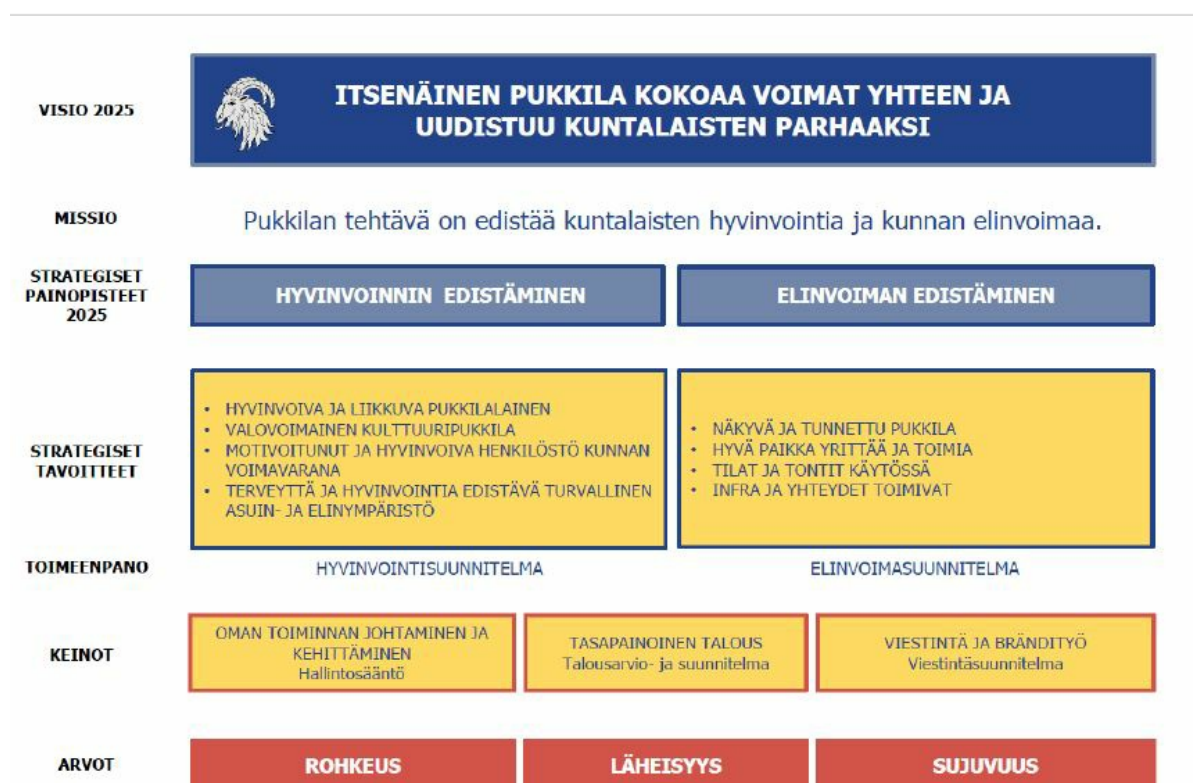 VISIO 2025
ITSENÄINEN PUKKILA KOKOAA VOIMAT YHTEEN JA
UUDISTUU KUNTALAISTEN PARHAAKSI
MISSIO
Pukkilan tehtävä on edistää kuntalaisten hyvinvointia ja kunnan elinvoimaa.
STRATEGISET
PAINOPISTEET
2025
HYVINVOINNIN EDISTÄMINEN
ELINVOIMAN EDISTÄMINEN
STRATEGISET
TAVOITTEET
• HYVINVOIVA JA LIIKKUVA PUKKILALAINEN
• VALOVOIMAINEN KULTTUURIPUKKILA
• MOTIVOITUNUT JA HYVINVOIVA HENKILÖSTÖ KUNNAN
VOIMAVARANA
• TERVEYTTÄ JA HYVINVOINTIA EDISTÄVÄ TURVALLINEN
ASUIN- JA ELINYMPÄRISTÖ
• NÄKYVÄ JA TUNNETTU PUKKILA
• HYVÄ PAIKKA YRITTÄÄ JA TOIMIA
• TILAT JA TONTIT KÄYTÖSSÄ
• INFRA JA YHTEYDET TOIMIVAT
TOIMEENPANO
HYVINVOINTISUUNNITELMA
ELINVOIMASUUNNITELMA
KEINOT
OMAN TOIMINNAN JOHTAMINEN JA
KEHITTÄMINEN
Hallintosääntö
TASAPAINOINEN TALOUS
Talousarvio- ja suunnitelma
VIESTINTÄ JA BRÄNDITYÖ
Viestintäsuunnitelma
ARVOT
ROHKEUS
LÄHEISYYS
SUJUVUUS